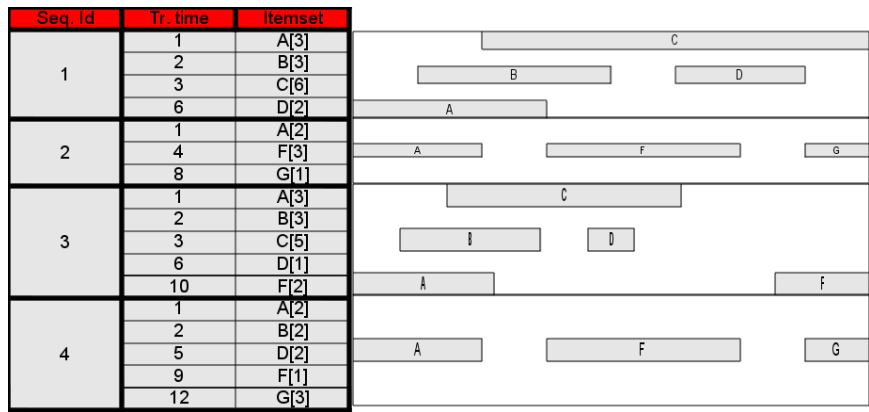 Seq. Id Tr. time Itemset
1 A[3] C
2 B[3] B D
1
3 C[6]
6 D[2] A
1 A[2]
2 4 F[3] A F G
8 G[1]
1 A[3] C
2 B[3]
3 3 C[5] B D
6 D[1]
10 F[2] A F
1 A[2]
2 B[2]
4 5 D[2] A F G
9 F[1]
12 G[3]